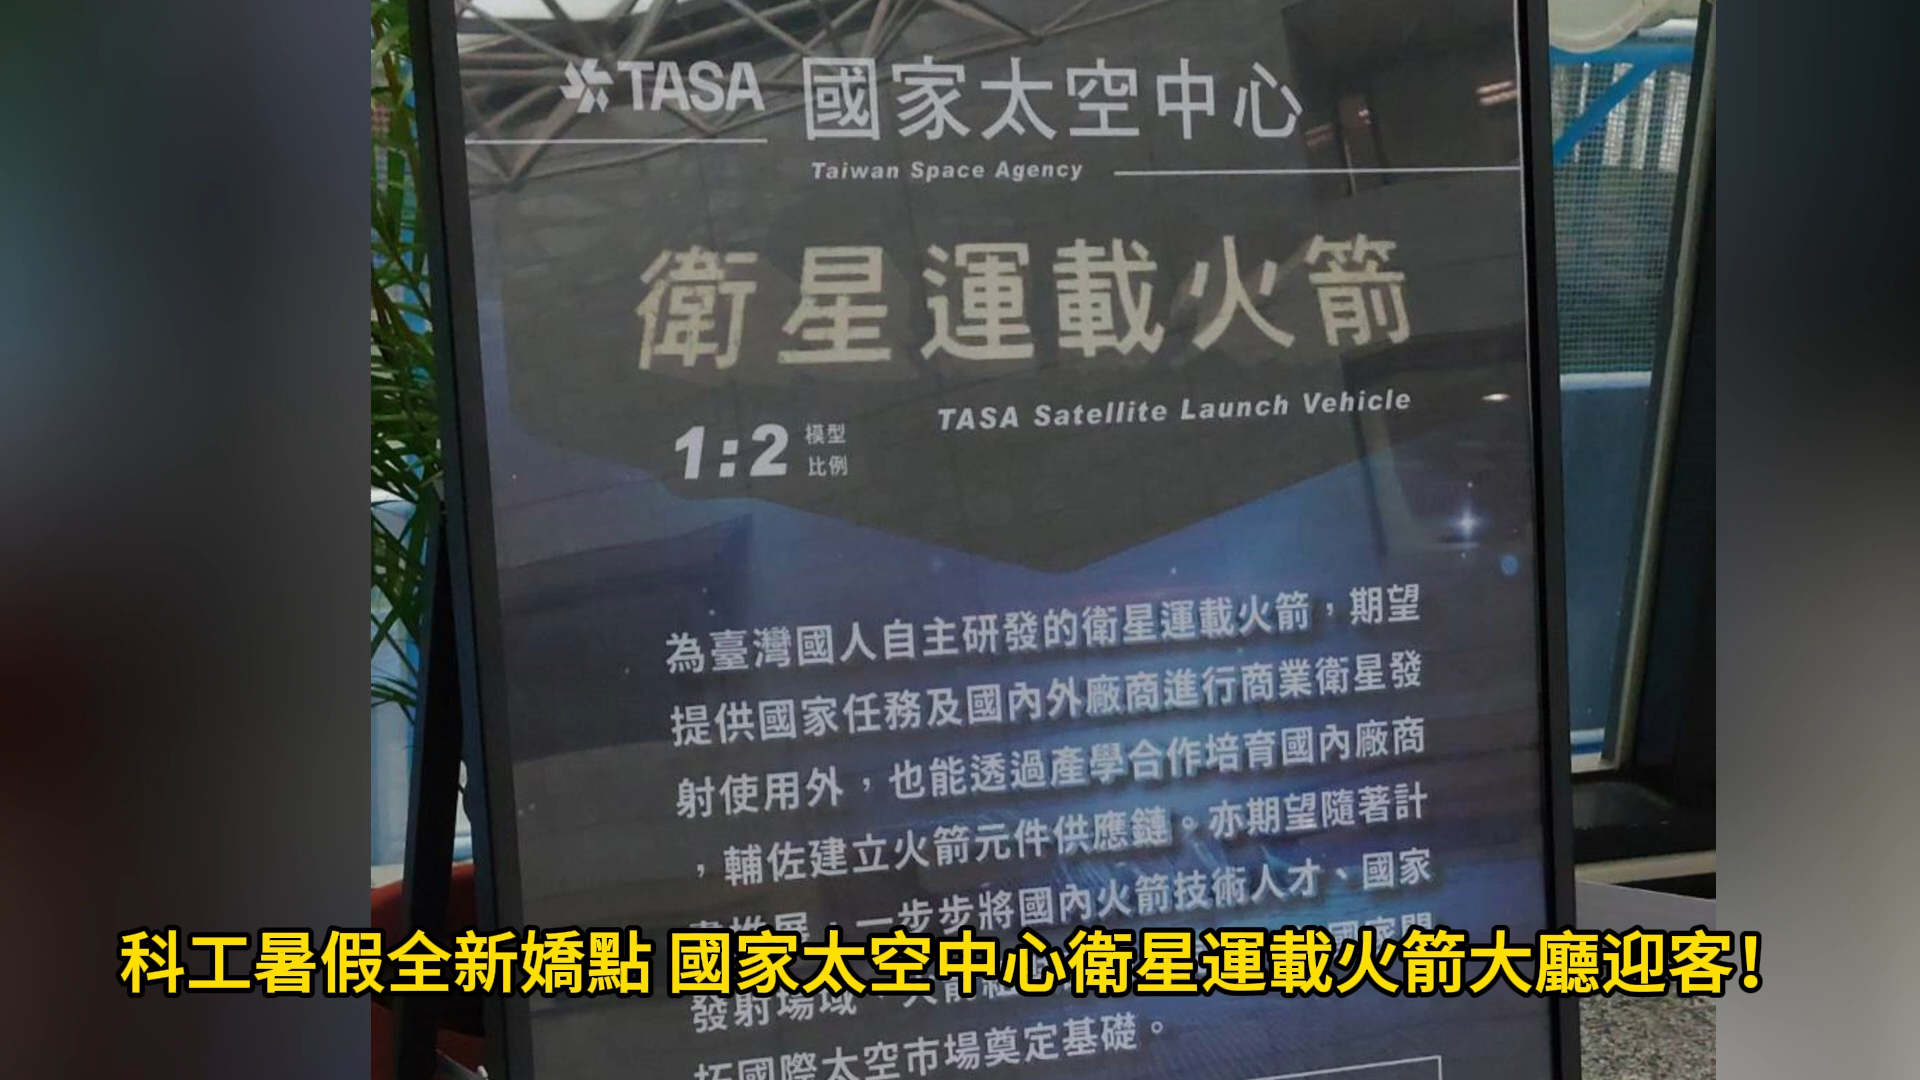 TASA 國家太空中心
Taiwan Space Agency
衛星運載火箭
TASA Satellite Launch Vehicle
1:2 模型比例
為臺灣國人自主研發的衛星運載火箭，期望
提供國家任務及國內外廠商進行商業衛星發
射使用外，也能透過產學合作培育國內廠商
，輔佐建立火箭元件供應鏈。亦期望隨著計
一步步將國內火箭技術人才、國家
發射場域、火箭
拓國際太空市場奠定基礎。
科工暑假全新嬌點 國家太空中心衛星運載火箭大廳迎客！